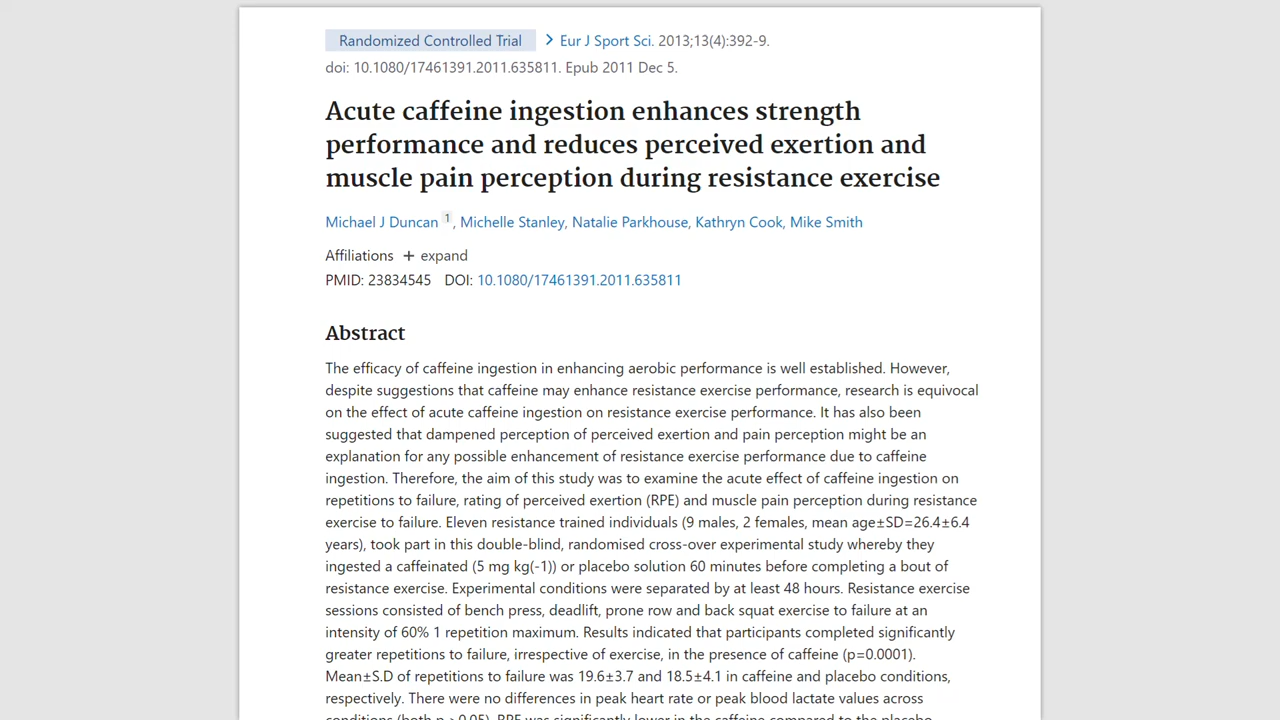 Randomized Controlled Trial > Eur J Sport Sci. 2013;13(4):392-9.
doi: 10.1080/17461391.2011.635811. Epub 2011 Dec 5.
Acute caffeine ingestion enhances strength
performance and reduces perceived exertion and
muscle pain perception during resistance exercise
Michael J Duncan 1, Michelle Stanley, Natalie Parkhouse, Kathryn Cook, Mike Smith
Affiliations + expand
PMID: 23834545 DOI: 10.1080/17461391.2011.635811
Abstract
The efficacy of caffeine ingestion in enhancing aerobic performance is well established. However,
despite suggestions that caffeine may enhance resistance exercise performance, research is equivocal
on the effect of acute caffeine ingestion on resistance exercise performance. It has also been
suggested that dampened perception of perceived exertion and pain perception might be an
explanation for any possible enhancement of resistance exercise performance due to caffeine
ingestion. Therefore, the aim of this study was to examine the acute effect of caffeine ingestion on
repetitions to failure, rating of perceived exertion (RPE) and muscle pain perception during resistance
exercise to failure. Eleven resistance trained individuals (9 males, 2 females, mean age±SD=26.4±6.4
years), took part in this double-blind, randomised cross-over experimental study whereby they
ingested a caffeinated (5 mg kg(-1)) or placebo solution 60 minutes before completing a bout of
resistance exercise. Experimental conditions were separated by at least 48 hours. Resistance exercise
sessions consisted of bench press, deadlift, prone row and back squat exercise to failure at an
intensity of 60% 1 repetition maximum. Results indicated that participants completed significantly
greater repetitions to failure, irrespective of exercise, in the presence of caffeine (p=0.0001).
Mean±S.D of repetitions to failure was 19.6±3.7 and 18.5±4.1 in caffeine and placebo conditions,
respectively. There were no differences in peak heart rate or peak blood lactate values across
conditions (both p >0.05). RPE was significantly lower in the caffeine compared to the placebo